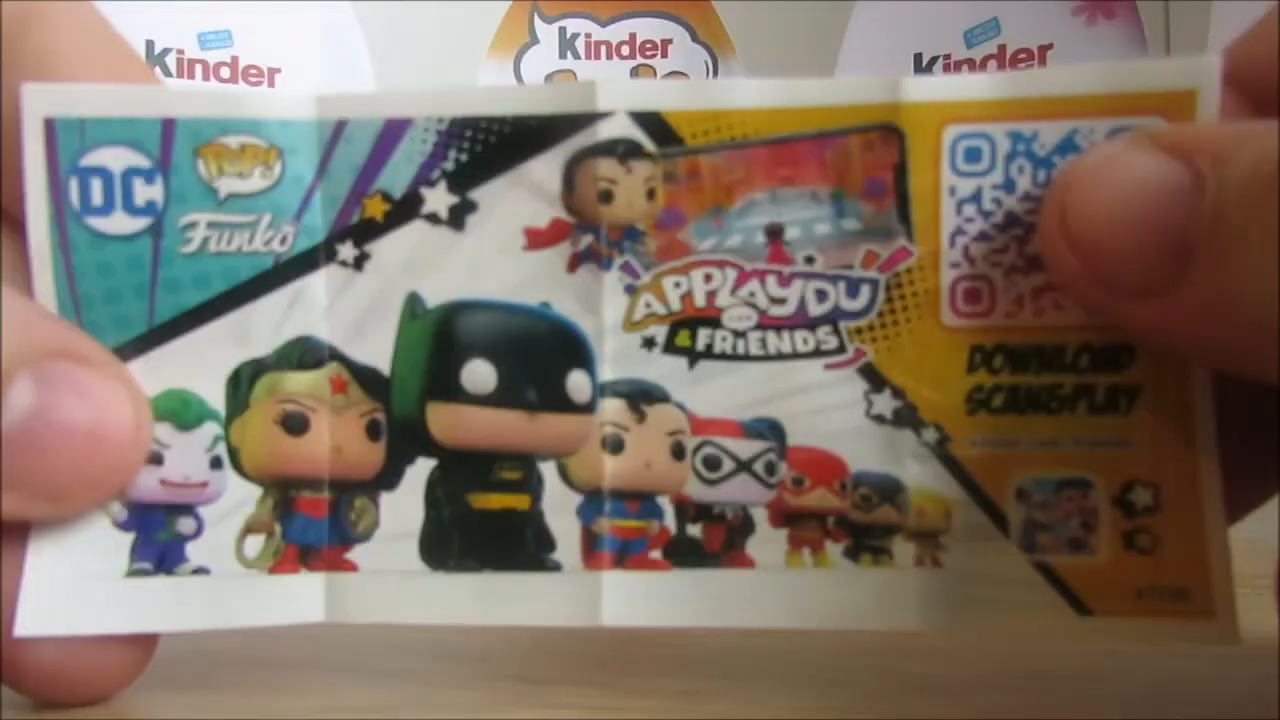 Kinder
Kinder
Kinder
DC
POP!
Funko
APPLAYDU
& FRIENDS
DOWNLOAD
SCAN&PLAY